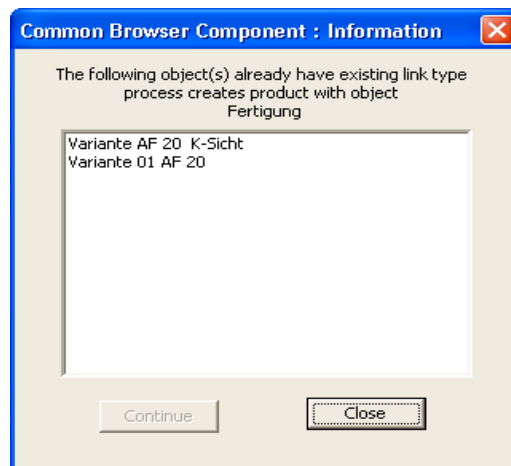 Common Browser Component : Information
The following object(s) already have existing link type
process creates product with object
Fertigung
Variante AF 20  K-Sicht
Variante 01 AF 20
Continue
Close